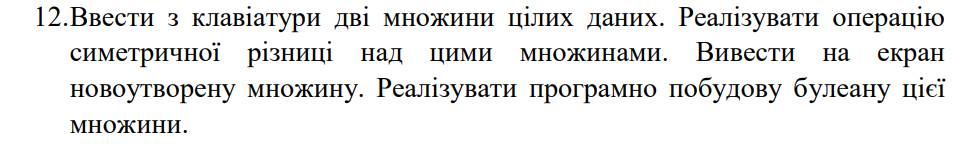 12.Ввести з клавіатури дві множини цілих даних. Реалізувати операцію
симетричної різниці над цими множинами. Вивести на екран
новоутворену множину. Реалізувати програмно побудову булеану цієї
множини.